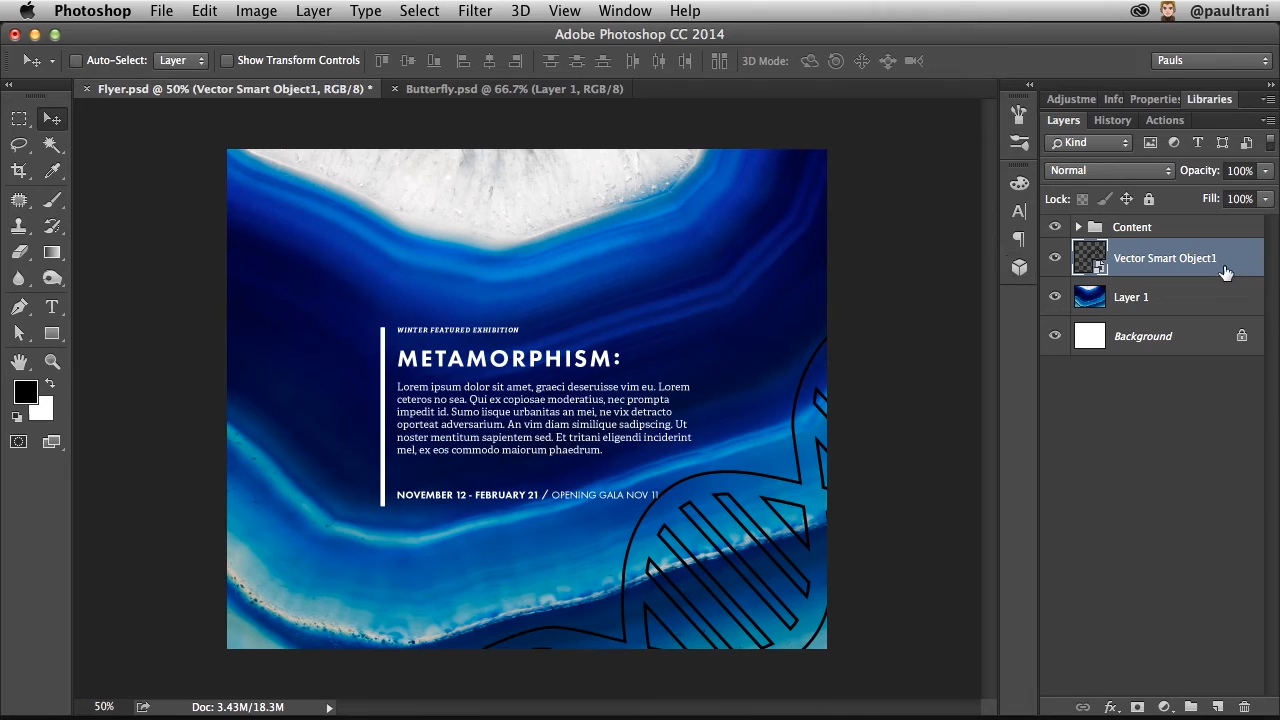 Photoshop File Edit Image Layer Type Select Filter 3D View Window Help @paultrani
Adobe Photoshop CC 2014
Auto-Select: Layer Show Transform Controls 3D Mode: Pauls
Flyer.psd @ 50% (Vector Smart Object1, RGB/8) * Butterfly.psd @ 66.7% (Layer 1, RGB/8)
Adjustme Info Properties Libraries
Layers History Actions
Kind
Normal Opacity: 100%
Lock: Fill: 100%
Content
Vector Smart Object1
Layer 1
Background
WINTER FEATURED EXHIBITION
METAMORPHISM:
Lorem ipsum dolor sit amet, graeci deseruisse vim eu. Lorem
ceteros no sea. Qui ex copiosae moderatius, nec prompta
impedit id. Sumo iisque urbanitas an mei, ne vix detracto
oporteat adversarium. An vim diam similique sadipscing. Ut
noster mentitum sapientem sed. Et tritani eligendi inciderint
mel, ex eos commodo maiorum phaedrum.
NOVEMBER 12 - FEBRUARY 21 / OPENING GALA NOV 11
50% Doc: 3.43M/18.3M